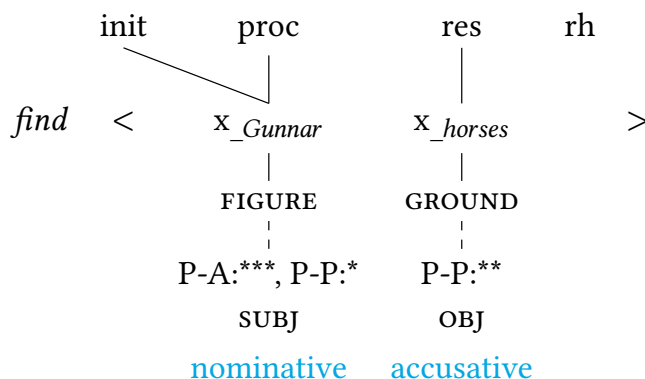 init proc res rh
find < x_Gunnar x_horses >
FIGURE GROUND
P-A:***, P-P:* P-P:**
SUBJ OBJ
nominative accusative